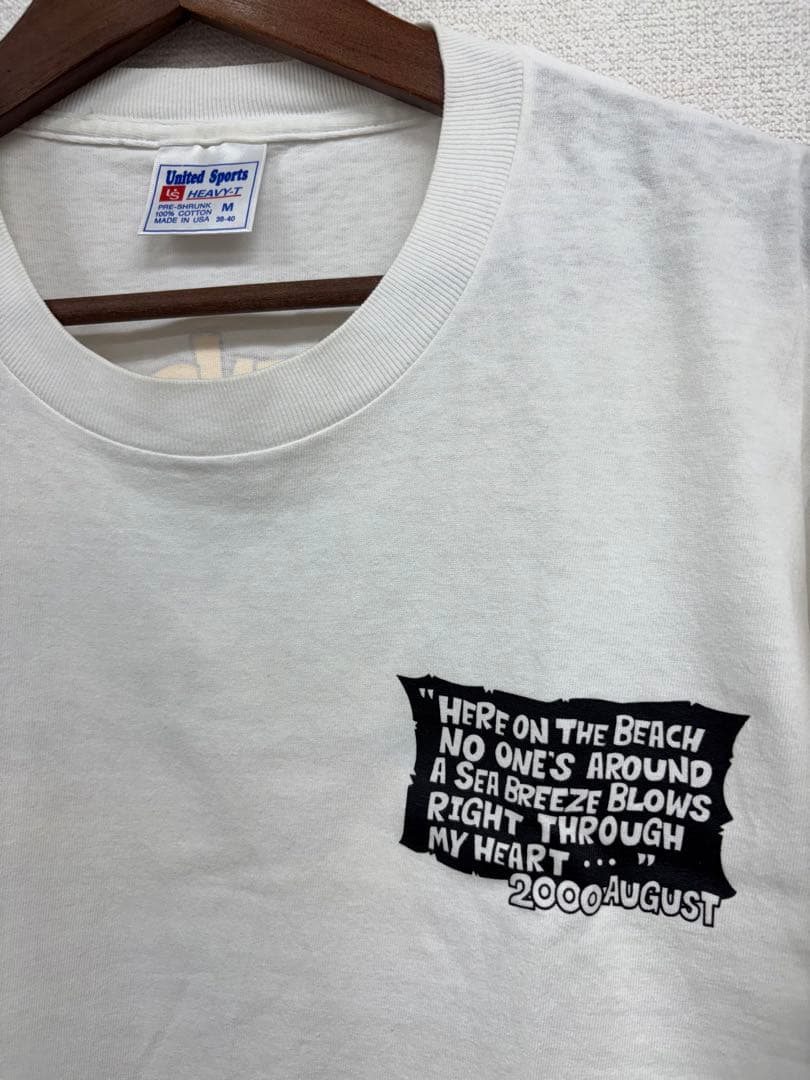 United Sports
U.S HEAVY-T
PRE-SHRUNK
100% COTTON M
MADE IN USA 38-40
"HERE ON THE BEACH
NO ONE'S AROUND
A SEA BREEZE BLOWS
RIGHT THROUGH
MY HEART ... "
2000 AUGUST